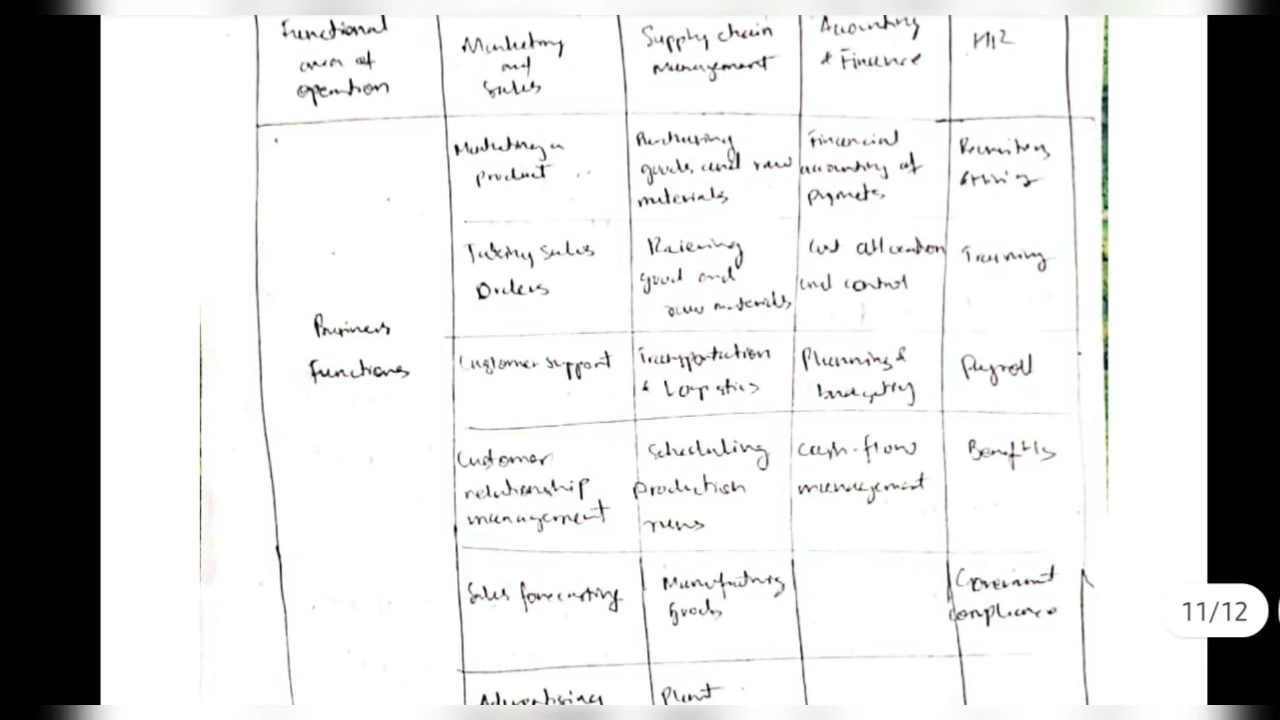 Functional
area of
operation
Marketing
and
Sales
Supply chain
Management
Accounting
& Finance
HR
Business
Functions
Marketing a
product
Purchasing
goods and raw
materials
Financial
accounting of
payments
Recruiting
& Hiring
Taking sales
Orders
Receiving
good and
raw materials
Cost allocation
and control
Training
Customer support
Transportation
& Logistics
Planning &
budgeting
Payroll
Customer
relationship
management
Scheduling
production
runs
cash-flow
management
Benefits
Sales forecasting
Manufacturing
goods
Government
compliance
Advertising
Plant
11/12